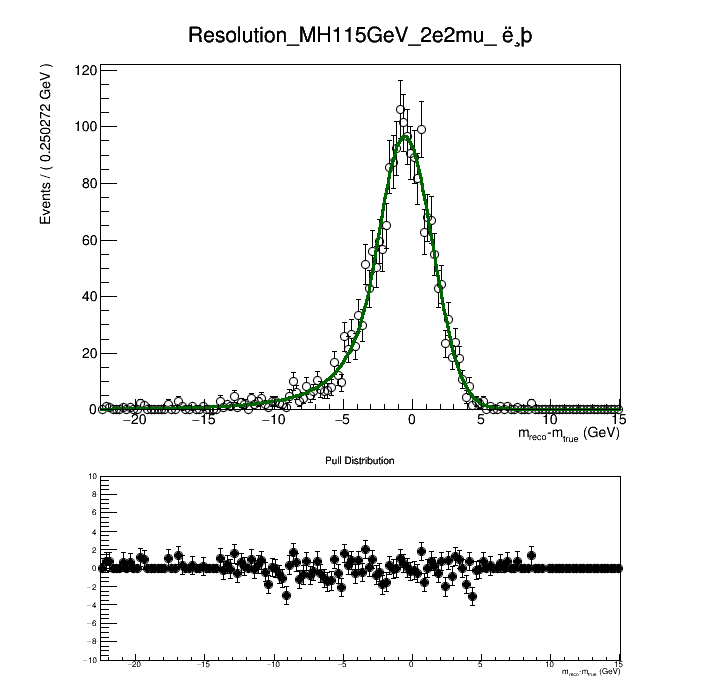 Resolution_MH115GeV_2e2mu_ ë¸þ
Events / ( 0.250272 GeV )
120
100
80
60
40
20
0
−20 −15 −10 −5 0 5 10 15
m_reco-m_true (GeV)
Pull Distribution
10
8
6
4
2
0
−2
−4
−6
−8
−10
−20 −15 −10 −5 0 5 10 15
m_reco-m_true (GeV)